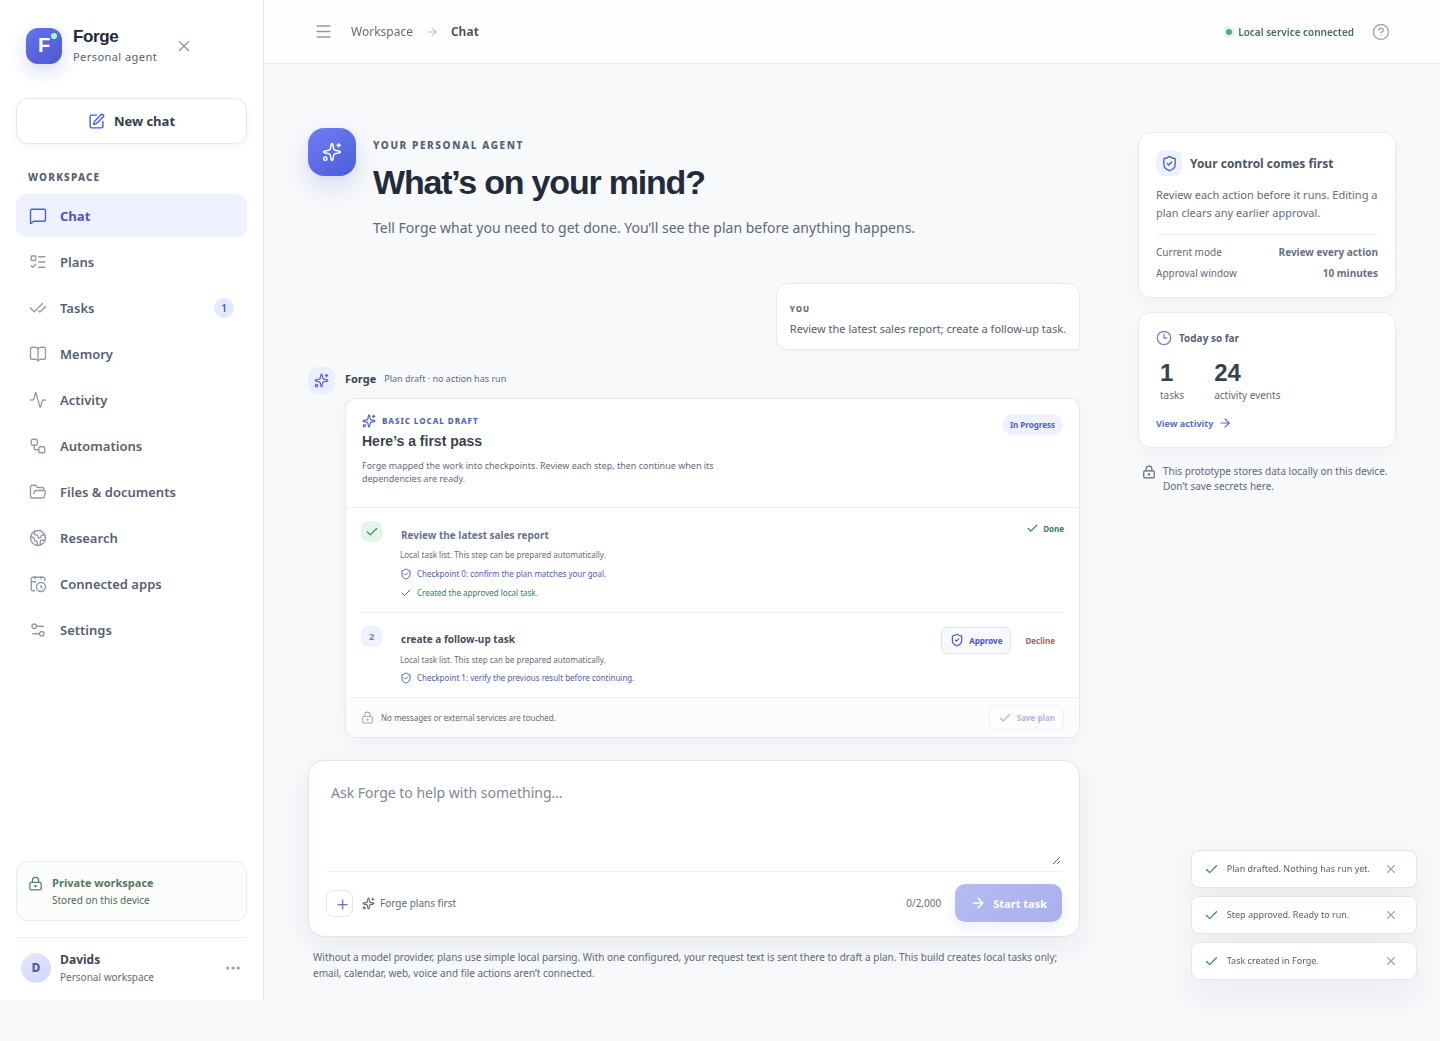 F
Forge
Personal agent
New chat
WORKSPACE
Chat
Plans
Tasks
1
Memory
Activity
Automations
Files & documents
Research
Connected apps
Settings
Private workspace
Stored on this device
D
Davids
Personal workspace
Workspace
Chat
Local service connected
YOUR PERSONAL AGENT
What’s on your mind?
Tell Forge what you need to get done. You’ll see the plan before anything happens.
YOU
Review the latest sales report; create a follow-up task.
Forge Plan draft · no action has run
BASIC LOCAL DRAFT
In Progress
Here’s a first pass
Forge mapped the work into checkpoints. Review each step, then continue when its
dependencies are ready.
Review the latest sales report
Done
Local task list. This step can be prepared automatically.
Checkpoint 0: confirm the plan matches your goal.
Created the approved local task.
2
create a follow-up task
Approve
Decline
Local task list. This step can be prepared automatically.
Checkpoint 1: verify the previous result before continuing.
No messages or external services are touched.
Save plan
Ask Forge to help with something...
Forge plans first
0/2,000
Start task
Without a model provider, plans use simple local parsing. With one configured, your request text is sent there to draft a plan. This build creates local tasks only;
email, calendar, web, voice and file actions aren’t connected.
Your control comes first
Review each action before it runs. Editing a
plan clears any earlier approval.
Current mode Review every action
Approval window 10 minutes
Today so far
1 24
tasks activity events
View activity
This prototype stores data locally on this device.
Don’t save secrets here.
Plan drafted. Nothing has run yet.
Step approved. Ready to run.
Task created in Forge.